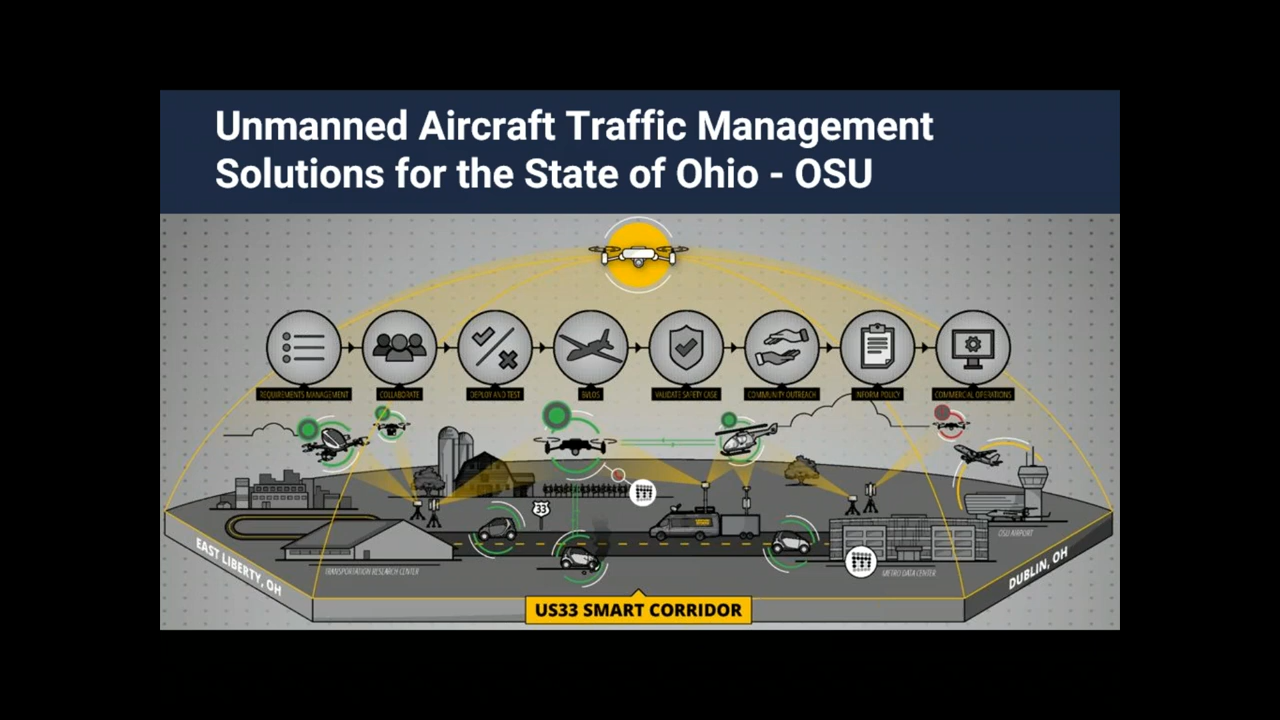 Unmanned Aircraft Traffic Management
Solutions for the State of Ohio - OSU
REQUIREMENTS MANAGEMENT
COLLABORATE
DEPLOY AND TEST
BVLOS
VALIDATE SAFETY CASE
COMMUNITY OUTREACH
INFORM POLICY
COMMERCIAL OPERATIONS
33
OSU AIRPORT
EAST LIBERTY, OH
TRANSPORTATION RESEARCH CENTER
METRO DATA CENTER
DUBLIN, OH
US33 SMART CORRIDOR